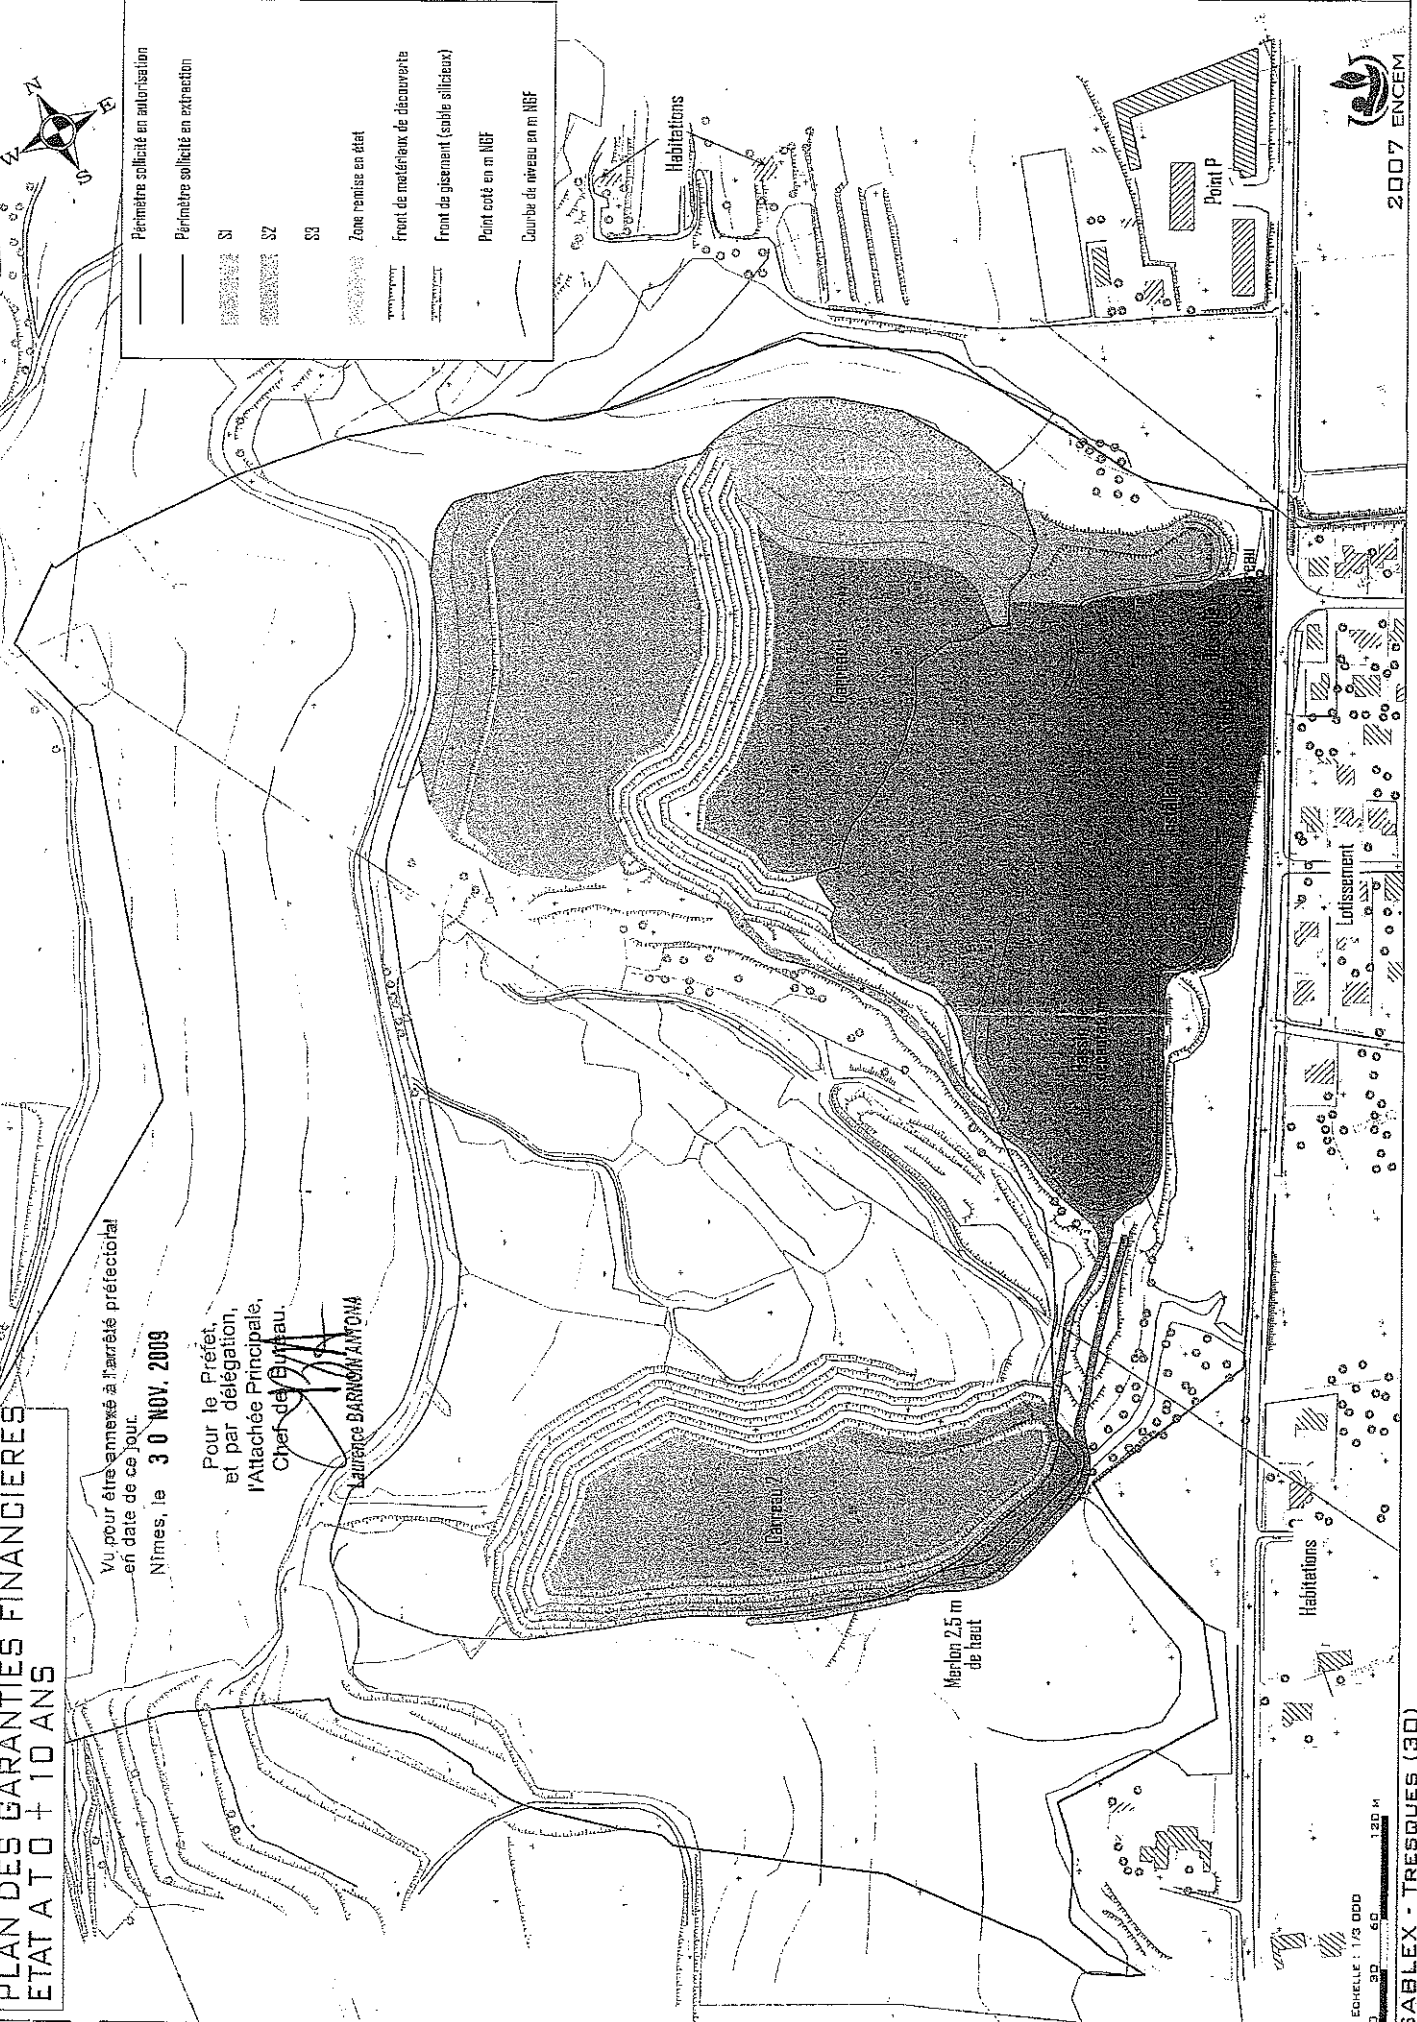 PLAN DES GARANTIES FINANCIERES
ETAT A T0 + 10 ANS
Vu pour être annexé à l'arrêté préfectoral
en date de ce jour.
Nîmes, le 30 NOV. 2009
Pour le Préfet,
et par délégation,
l'Attachée Principale,
Chef de Bureau.
Laurence BARNOIN ANTONA
N
E
S
W
Périmètre sollicité en autorisation
Périmètre sollicité en extraction
S1
S2
S3
Zone remise en état
Front de matériaux de découverte
Front de gisement (sable siliceux)
Point coté en m NGF
Courbe de niveau en m NGF
Habitations
Point P
Carreau 1
Carreau 2
Merlon 2.5 m
de haut
Lotissement
Habitations
ECHELLE : 1/3 000
0 30 60 120 M
SABLEX - TRESQUES (30)
2007 ENCEM